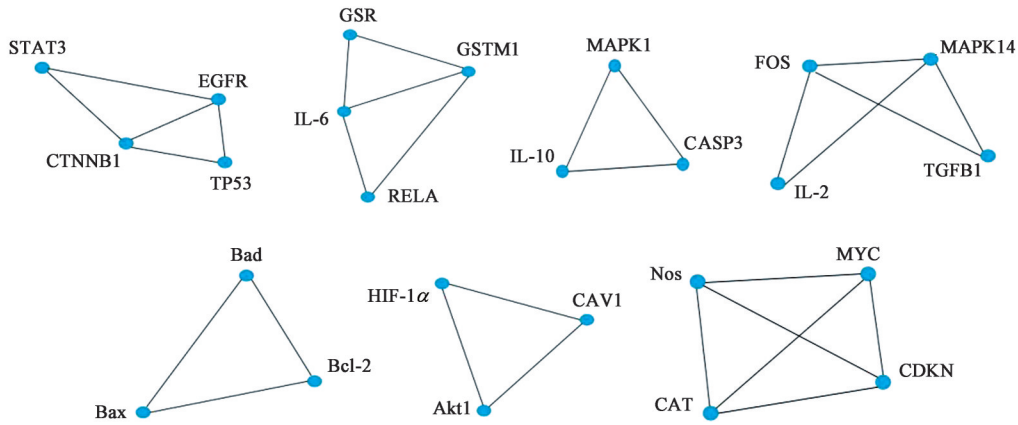 STAT3
EGFR
CTNNB1
TP53
GSR
GSTM1
IL-6
RELA
MAPK1
IL-10
CASP3
FOS
MAPK14
IL-2
TGFB1
Bad
Bcl-2
Bax
HIF-1α
CAV1
Akt1
Nos
MYC
CAT
CDKN